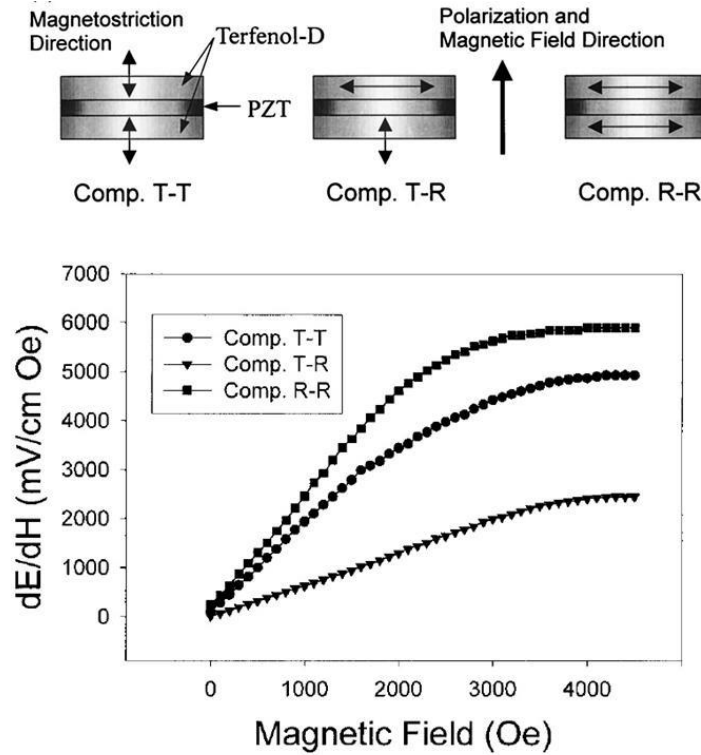 Magnetostriction
Direction
Terfenol-D
PZT
Polarization and
Magnetic Field Direction
Comp. T-T
Comp. T-R
Comp. R-R
7000
6000
5000
4000
3000
2000
1000
0
dE/dH (mV/cm Oe)
Comp. T-T
Comp. T-R
Comp. R-R
0 1000 2000 3000 4000
Magnetic Field (Oe)